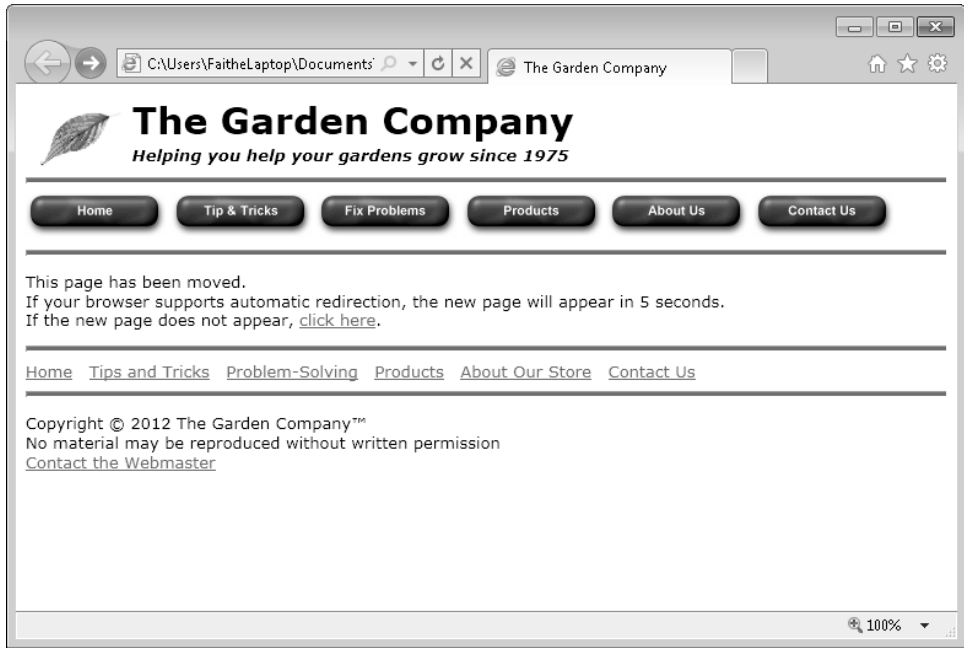 C:\Users\FaitheLaptop\Documents
The Garden Company
The Garden Company
Helping you help your gardens grow since 1975
Home Tip & Tricks Fix Problems Products About Us Contact Us
This page has been moved.
If your browser supports automatic redirection, the new page will appear in 5 seconds.
If the new page does not appear, click here.
Home Tips and Tricks Problem-Solving Products About Our Store Contact Us
Copyright © 2012 The Garden Company™
No material may be reproduced without written permission
Contact the Webmaster
100%